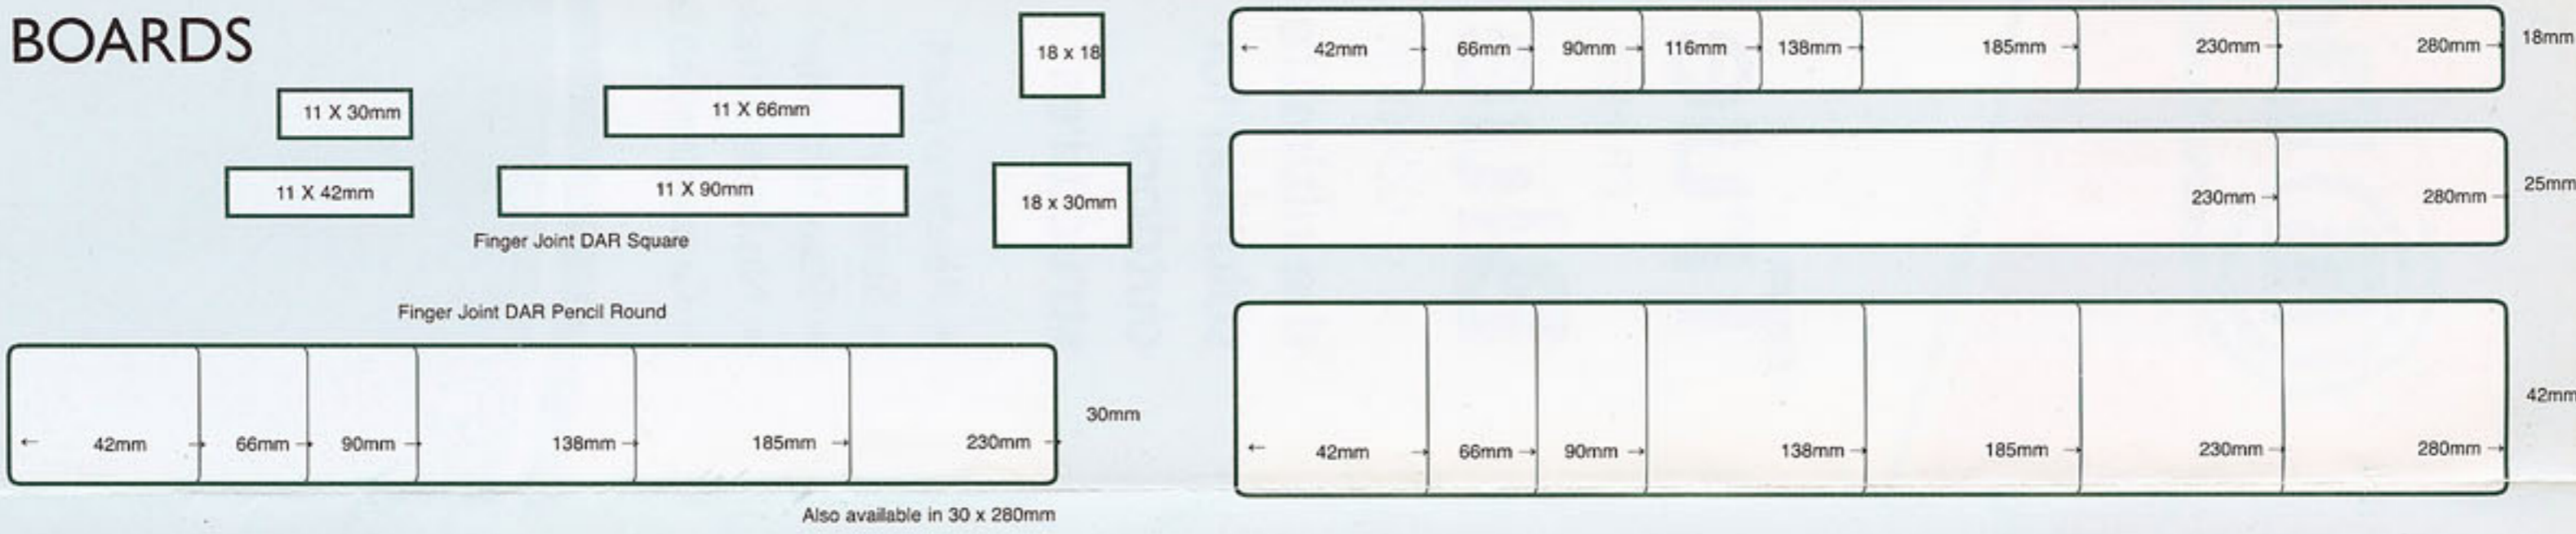 BOARDS
11 X 30mm
11 X 66mm
11 X 42mm
11 X 90mm
Finger Joint DAR Square
18 x 18
18 x 30mm
Finger Joint DAR Pencil Round
← 42mm → 66mm → 90mm → 138mm → 185mm → 230mm → 30mm
Also available in 30 x 280mm
← 42mm → 66mm → 90mm → 116mm → 138mm → 185mm → 230mm → 280mm → 18mm
230mm → 280mm → 25mm
← 42mm → 66mm → 90mm → 138mm → 185mm → 230mm → 280mm → 42mm